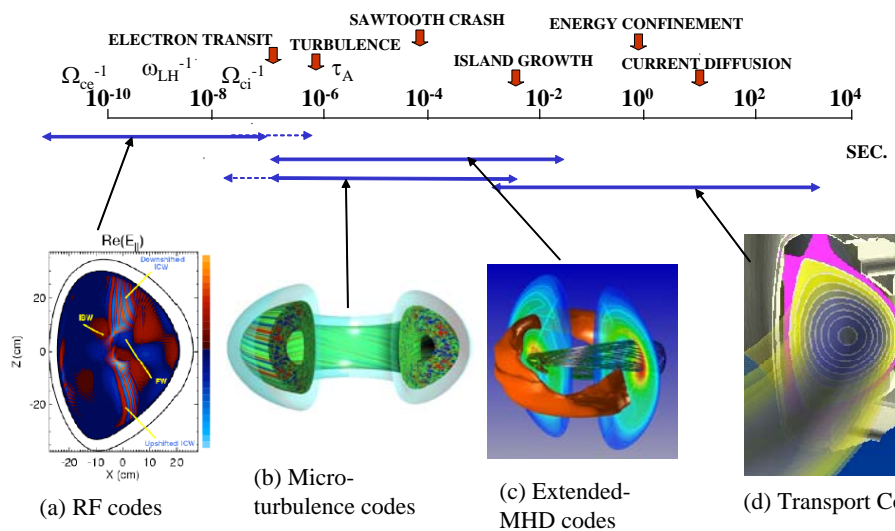 SAWTOOTH CRASH
ENERGY CONFINEMENT
ELECTRON TRANSIT
TURBULENCE
ISLAND GROWTH
CURRENT DIFFUSION
Ωce⁻¹ ωLH⁻¹ Ωci⁻¹ τA
10⁻¹⁰ 10⁻⁸ 10⁻⁶ 10⁻⁴ 10⁻² 10⁰ 10² 10⁴
SEC.
Re(E||)
Downshifted
ICW
IBW
FW
Upshifted ICW
Z (cm)
20
0
-20
-20 -10 0 10 20
X (cm)
(a) RF codes
(b) Micro-
turbulence codes
(c) Extended-
MHD codes
(d) Transport Co